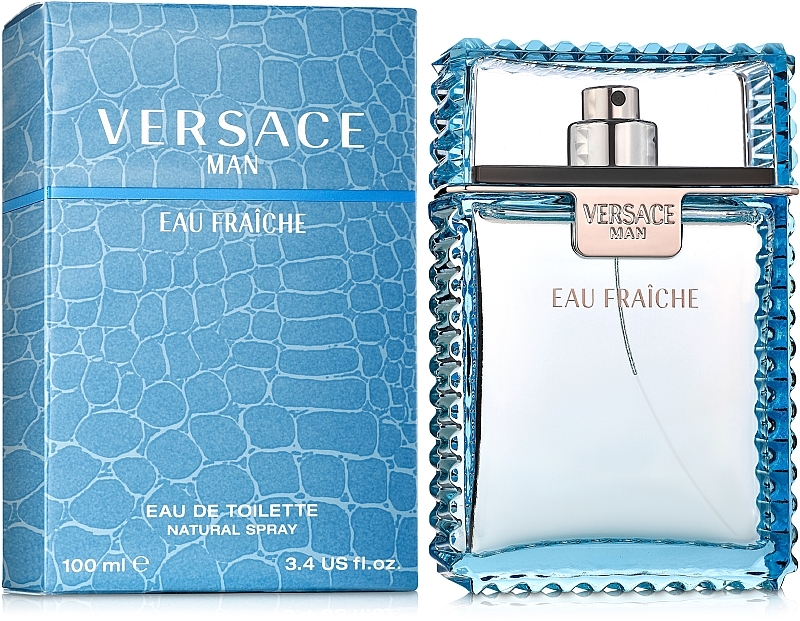 VERSACE
MAN
EAU FRAÎCHE
EAU DE TOILETTE
NATURAL SPRAY
100 ml ℮ 3.4 US fl.oz.
VERSACE
MAN
EAU FRAÎCHE